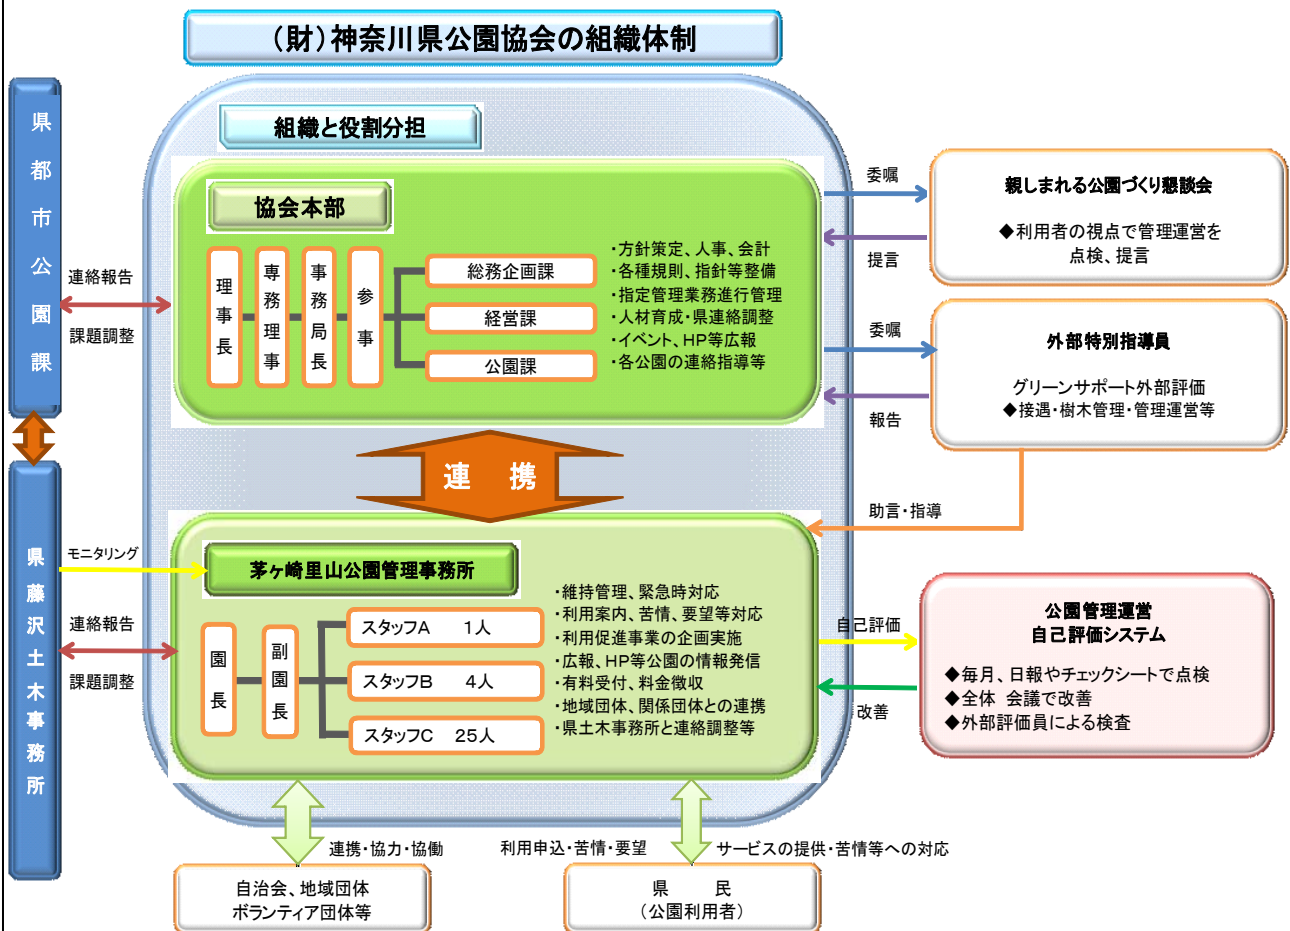 （財）神奈川県公園協会の組織体制
県都市公園課
組織と役割分担
協会本部
理事長
専務理事
事務局長
参事
総務企画課
経営課
公園課
・方針策定、人事、会計
・各種規則、指針等整備
・指定管理業務進行管理
・人材育成・県連絡調整
・イベント、HP等広報
・各公園の連絡指導等
連絡報告
課題調整
委嘱
提言
親しまれる公園づくり懇談会
◆利用者の視点で管理運営を
点検、提言
委嘱
報告
外部特別指導員
グリーンサポート外部評価
◆接遇・樹木管理・管理運営等
連　携
助言・指導
県藤沢土木事務所
モニタリング
連絡報告
課題調整
茅ヶ崎里山公園管理事務所
園長
副園長
スタッフA　1人
スタッフB　4人
スタッフC　25人
・維持管理、緊急時対応
・利用案内、苦情、要望等対応
・利用促進事業の企画実施
・広報、HP等公園の情報発信
・有料受付、料金徴収
・地域団体、関係団体との連携
・県土木事務所と連絡調整等
自己評価
改善
公園管理運営
自己評価システム
◆毎月、日報やチェックシートで点検
◆全体 会議で改善
◆外部評価員による検査
連携・協力・協働
利用申込・苦情・要望
サービスの提供・苦情等への対応
自治会、地域団体
ボランティア団体等
県　　民
（公園利用者）